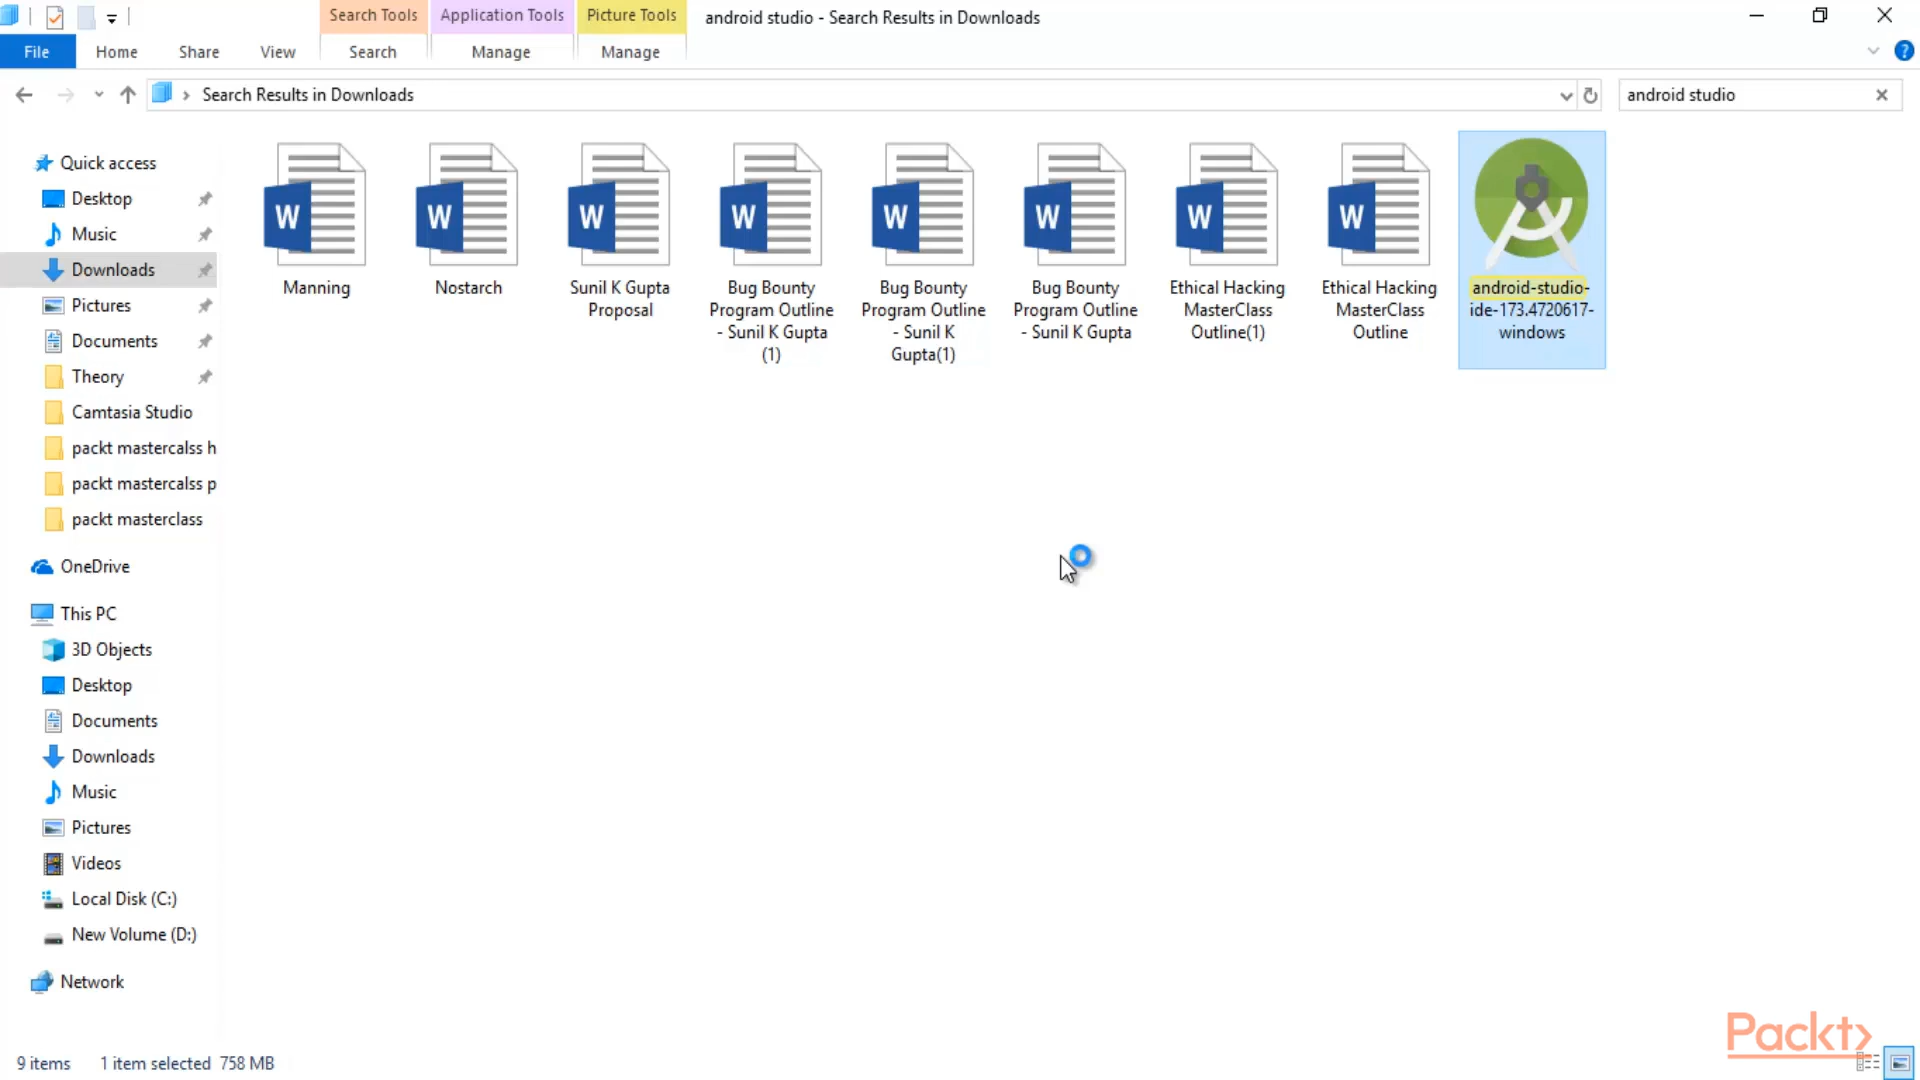 Search Tools
Application Tools
Picture Tools
android studio - Search Results in Downloads
File
Home
Share
View
Search
Manage
Manage
Search Results in Downloads
android studio
Quick access
Desktop
Music
Downloads
Pictures
Documents
Theory
Camtasia Studio
packt mastercalss h
packt mastercalss p
packt masterclass
OneDrive
This PC
3D Objects
Desktop
Documents
Downloads
Music
Pictures
Videos
Local Disk (C:)
New Volume (D:)
Network
W
Manning
W
Nostarch
W
Sunil K Gupta
Proposal
W
Bug Bounty
Program Outline
- Sunil K Gupta
(1)
W
Bug Bounty
Program Outline
- Sunil K
Gupta(1)
W
Bug Bounty
Program Outline
- Sunil K Gupta
W
Ethical Hacking
MasterClass
Outline(1)
W
Ethical Hacking
MasterClass
Outline
android-studio-
ide-173.4720617-
windows
9 items
1 item selected 758 MB
Packt>